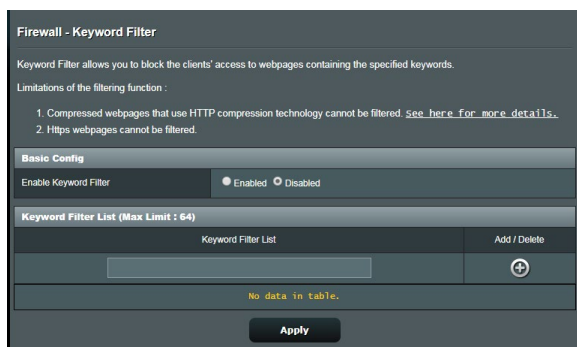 Firewall - Keyword Filter
Keyword Filter allows you to block the clients' access to webpages containing the specified keywords.
Limitations of the filtering function :
1. Compressed webpages that use HTTP compression technology cannot be filtered. See here for more details.
2. Https webpages cannot be filtered.
Basic Config
Enable Keyword Filter Enabled Disabled
Keyword Filter List (Max Limit : 64)
Keyword Filter List Add / Delete
No data in table.
Apply